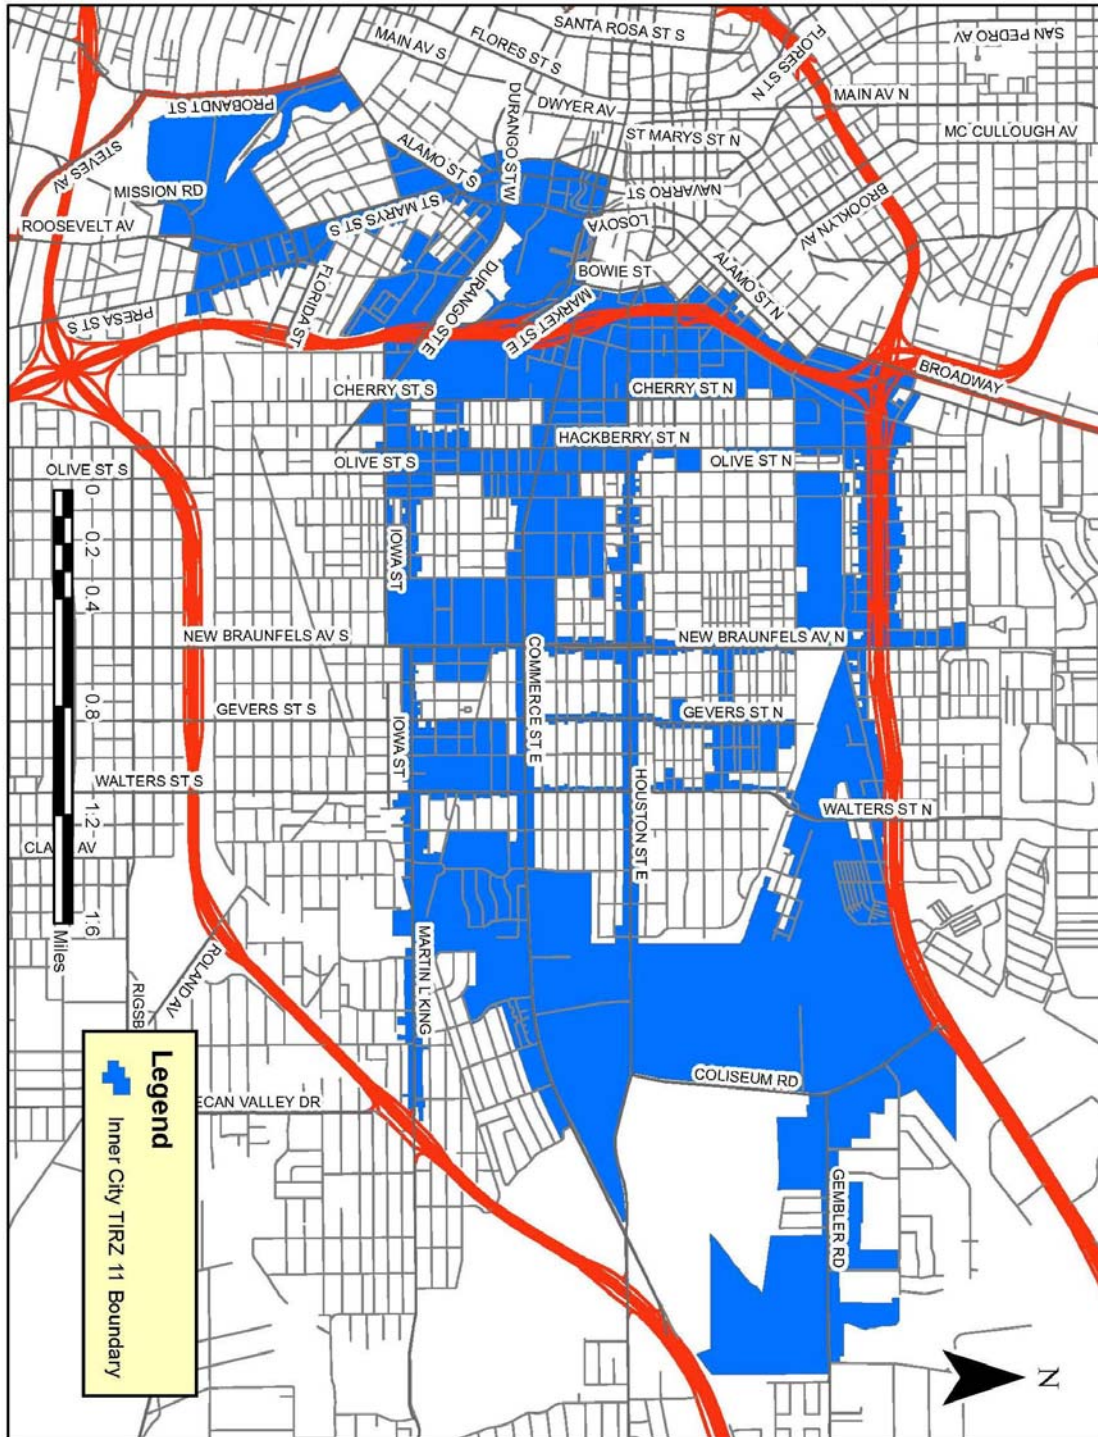 SANTA ROSA ST S
SAN PEDRO AV
FLORES ST S
MAIN AV S
FLORES ST N
MAIN AV N
DWYER AV
DURANGO ST W
PROBANDT ST
ST MARYS ST N
MC CULLOUGH AV
STEVES AV
ALAMO ST S
MISSION RD
NAVARRO ST
BROOKLYN AV
ST MARYS ST S
LOSOYA
ROOSEVELT AV
BOWIE ST
DURANGO ST E
FLORIDA ST
ALAMO ST N
MARKET ST E
PRESA ST S
BROADWAY
CHERRY ST S
CHERRY ST N
HACKBERRY ST N
OLIVE ST S
OLIVE ST S
OLIVE ST N
IOWA ST
NEW BRAUNFELS AV S
NEW BRAUNFELS AV N
COMMERCE ST E
GEVERS ST S
GEVERS ST N
IOWA ST
WALTERS ST S
HOUSTON ST E
WALTERS ST N
MARTIN L KING
ROLAND AV
COLISEUM RD
ECAN VALLEY DR
GEMBLER RD
0 0.2 0.4 0.8 1.2 1.6
Miles
Legend
Inner City TIRZ 11 Boundary
N